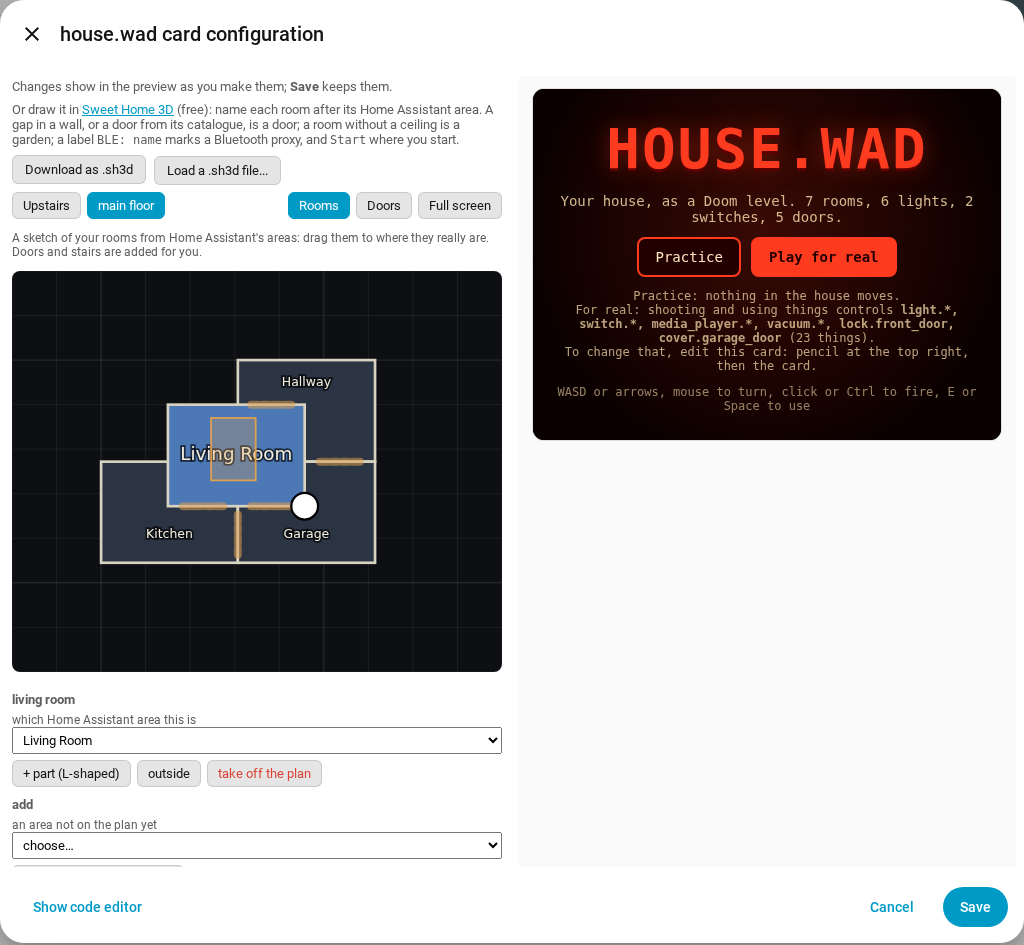 house.wad card configuration
Changes show in the preview as you make them; Save keeps them.
Or draw it in Sweet Home 3D (free): name each room after its Home Assistant area. A
gap in a wall, or a door from its catalogue, is a door; a room without a ceiling is a
garden; a label BLE: name marks a Bluetooth proxy, and Start where you start.
Download as .sh3d
Load a .sh3d file...
Upstairs
main floor
Rooms
Doors
Full screen
A sketch of your rooms from Home Assistant's areas: drag them to where they really are.
Doors and stairs are added for you.
Hallway
Living Room
Kitchen
Garage
living room
which Home Assistant area this is
Living Room
+ part (L-shaped)
outside
take off the plan
add
an area not on the plan yet
choose...
HOUSE.WAD
Your house, as a Doom level. 7 rooms, 6 lights, 2
switches, 5 doors.
Practice
Play for real
Practice: nothing in the house moves.
For real: shooting and using things controls light.*,
switch.*, media_player.*, vacuum.*, lock.front_door,
cover.garage_door (23 things).
To change that, edit this card: pencil at the top right,
then the card.
WASD or arrows, mouse to turn, click or Ctrl to fire, E or
Space to use
Show code editor
Cancel
Save